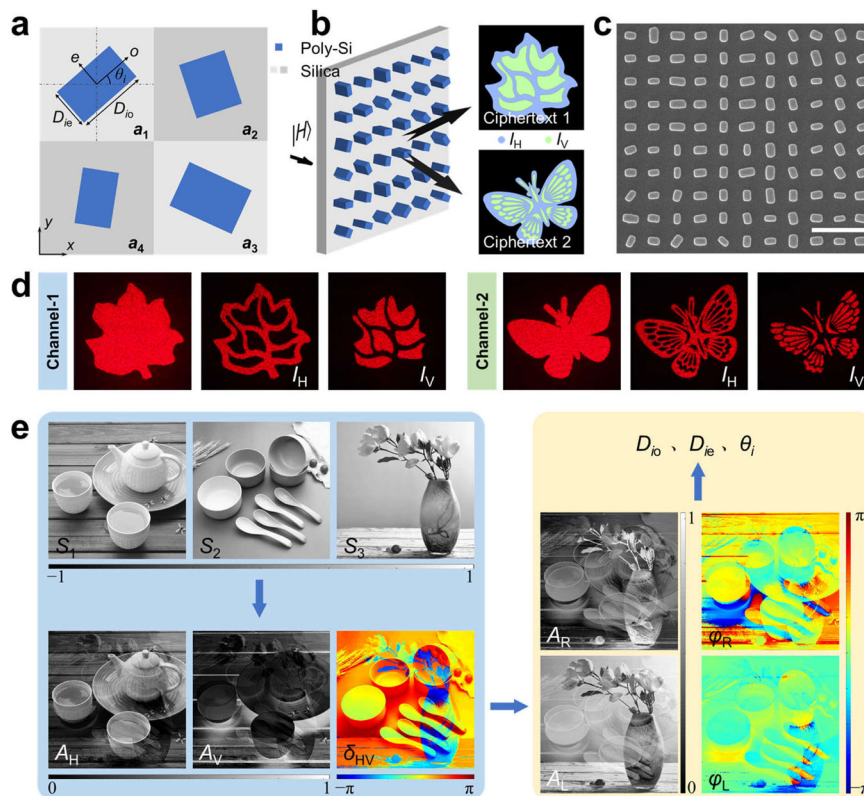 a
e
o
θi
Die
Dio
a1
a2
a4
a3
y
x
Poly-Si
Silica
b
|H⟩
Ciphertext 1
IH
IV
Ciphertext 2
c
d
Channel-1
IH
IV
Channel-2
IH
IV
e
S1
S2
S3
−1
1
AH
AV
δHV
0
1
−π
π
Dio 、 Die 、 θi
AR
1
φR
π
AL
0
φL
−π